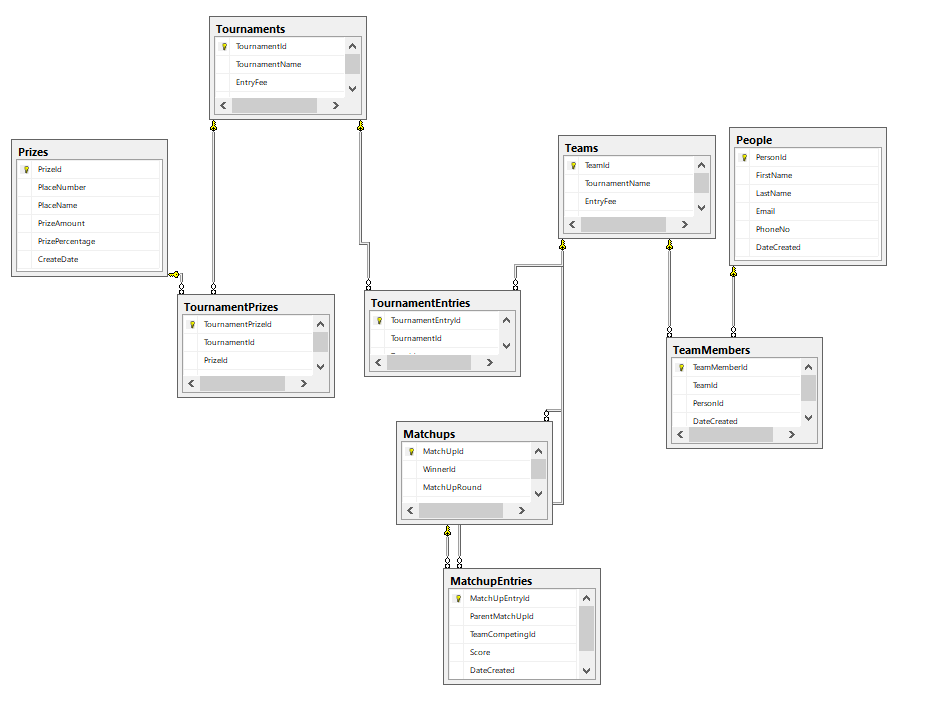 Tournaments
TournamentId
TournamentName
EntryFee
Prizes
PrizeId
PlaceNumber
PlaceName
PrizeAmount
PrizePercentage
CreateDate
Teams
TeamId
TournamentName
EntryFee
People
PersonId
FirstName
LastName
Email
PhoneNo
DateCreated
TournamentPrizes
TournamentPrizeId
TournamentId
PrizeId
TournamentEntries
TournamentEntryId
TournamentId
TeamMembers
TeamMemberId
TeamId
PersonId
DateCreated
Matchups
MatchUpId
WinnerId
MatchUpRound
MatchupEntries
MatchUpEntryId
ParentMatchUpId
TeamCompetingId
Score
DateCreated